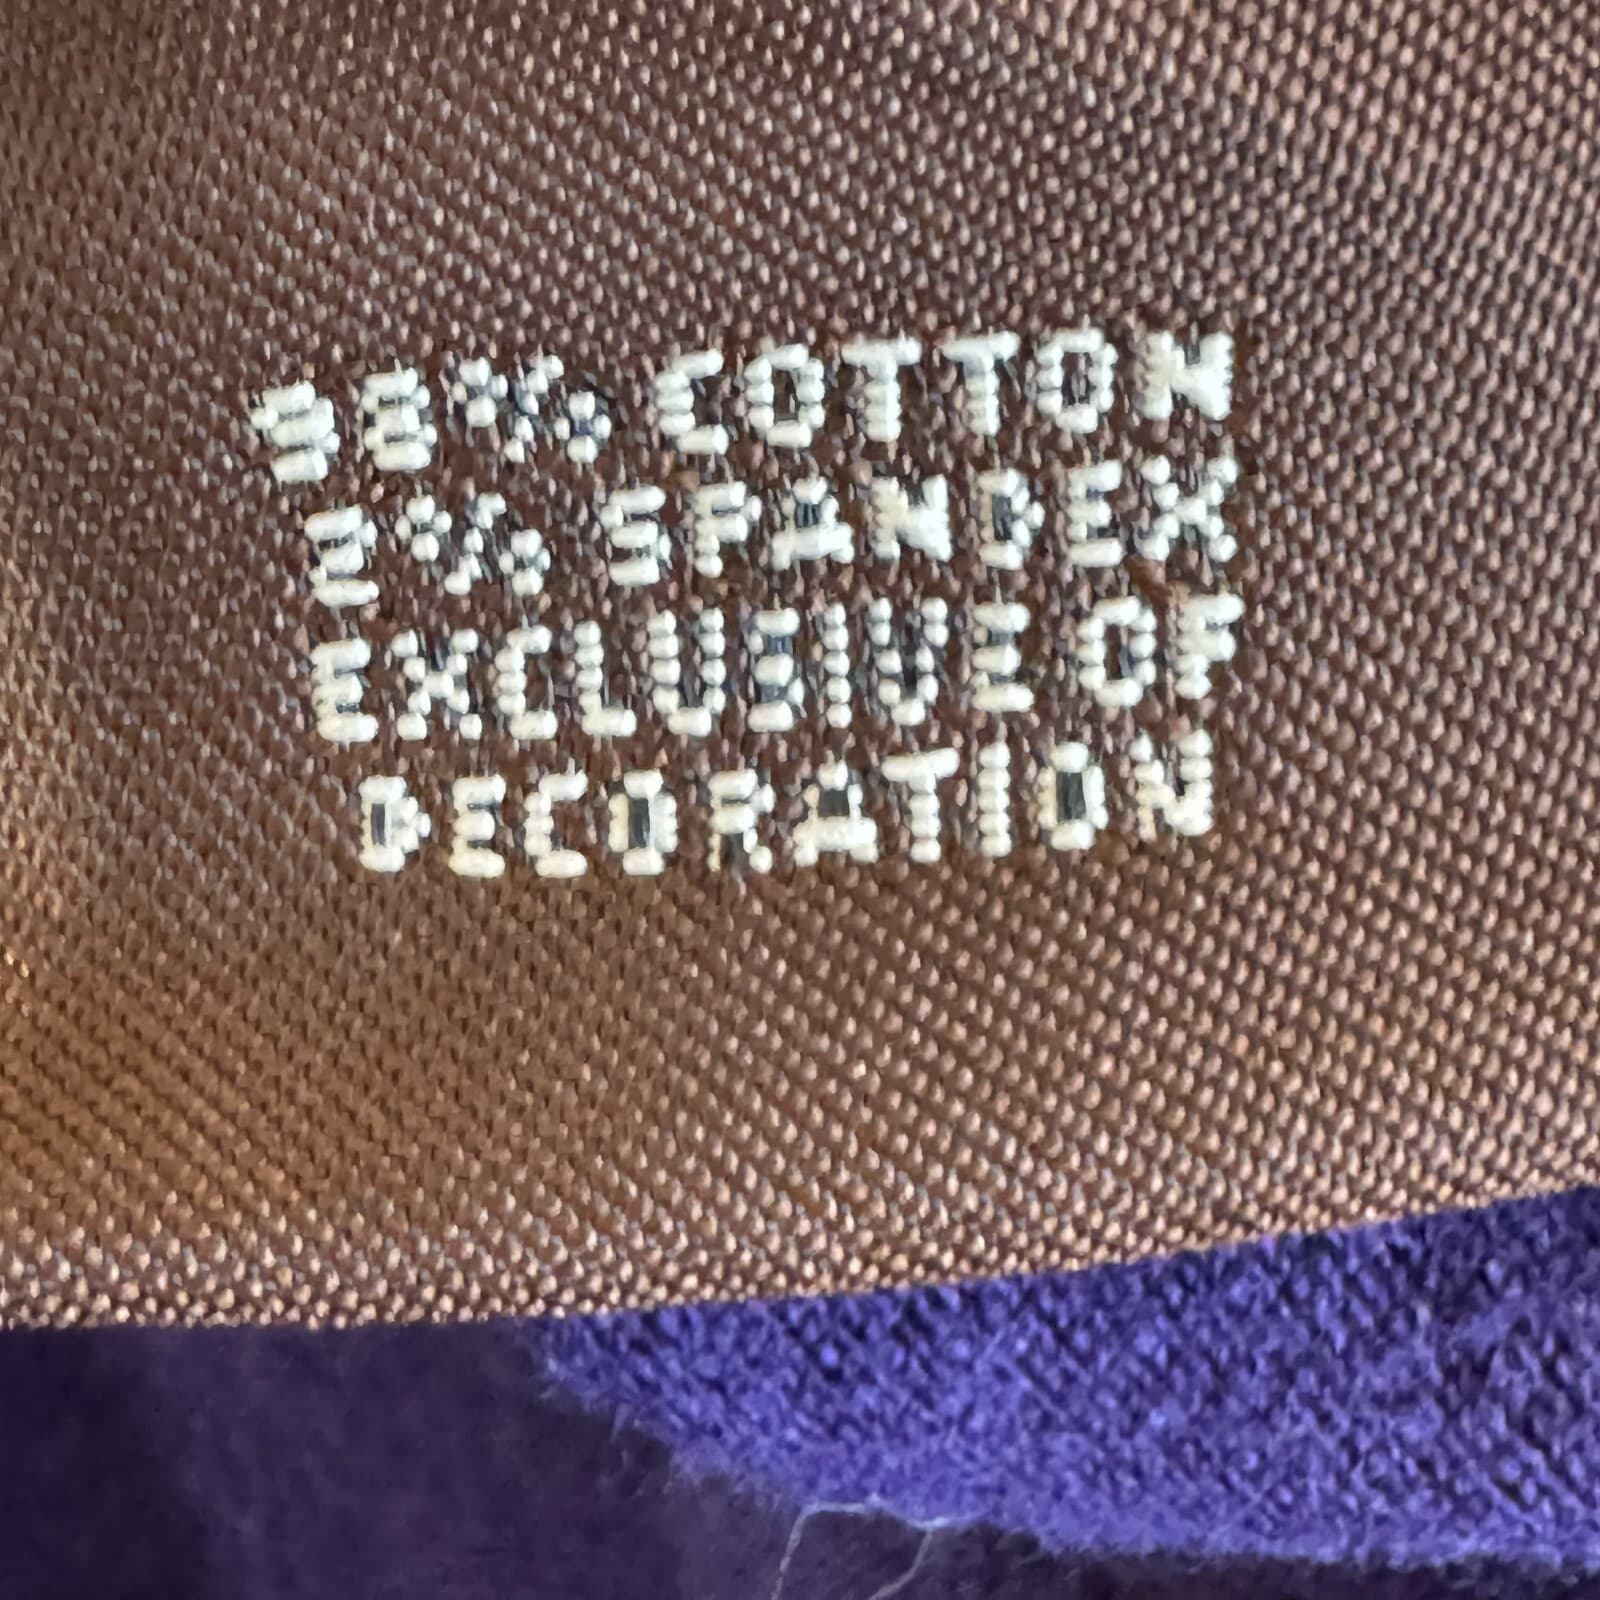 98% COTTON
2% SPANDEX
EXCLUSIVE OF
DECORATION